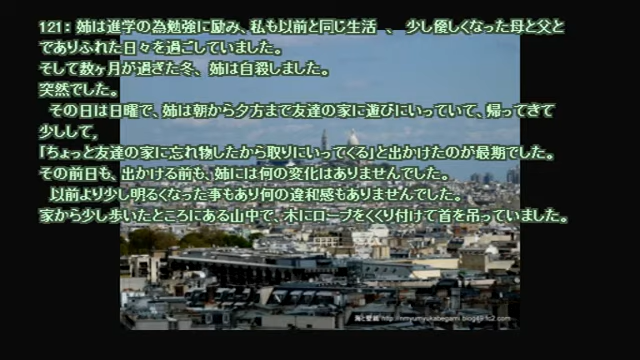 121： 姉は進学の為勉強に励み、私も以前と同じ生活 、 少し優しくなった母と父と
でありふれた日々を過ごしていました。
そして数ヶ月が過ぎた冬、姉は自殺しました。
突然でした。
その日は日曜で、姉は朝から夕方まで友達の家に遊びにいっていて、帰ってきて
少しして,
「ちょっと友達の家に忘れ物したから取りにいってくる」と出かけたのが最期でした。
その前日も、出かける前も、姉には何の変化はありませんでした。
以前より少し明るくなった事もあり何の違和感もありませんでした。
家から少し歩いたところにある山中で、木にロープをくくり付けて首を吊っていました。
http://nmyumyukabegami.blog49.fc2.com